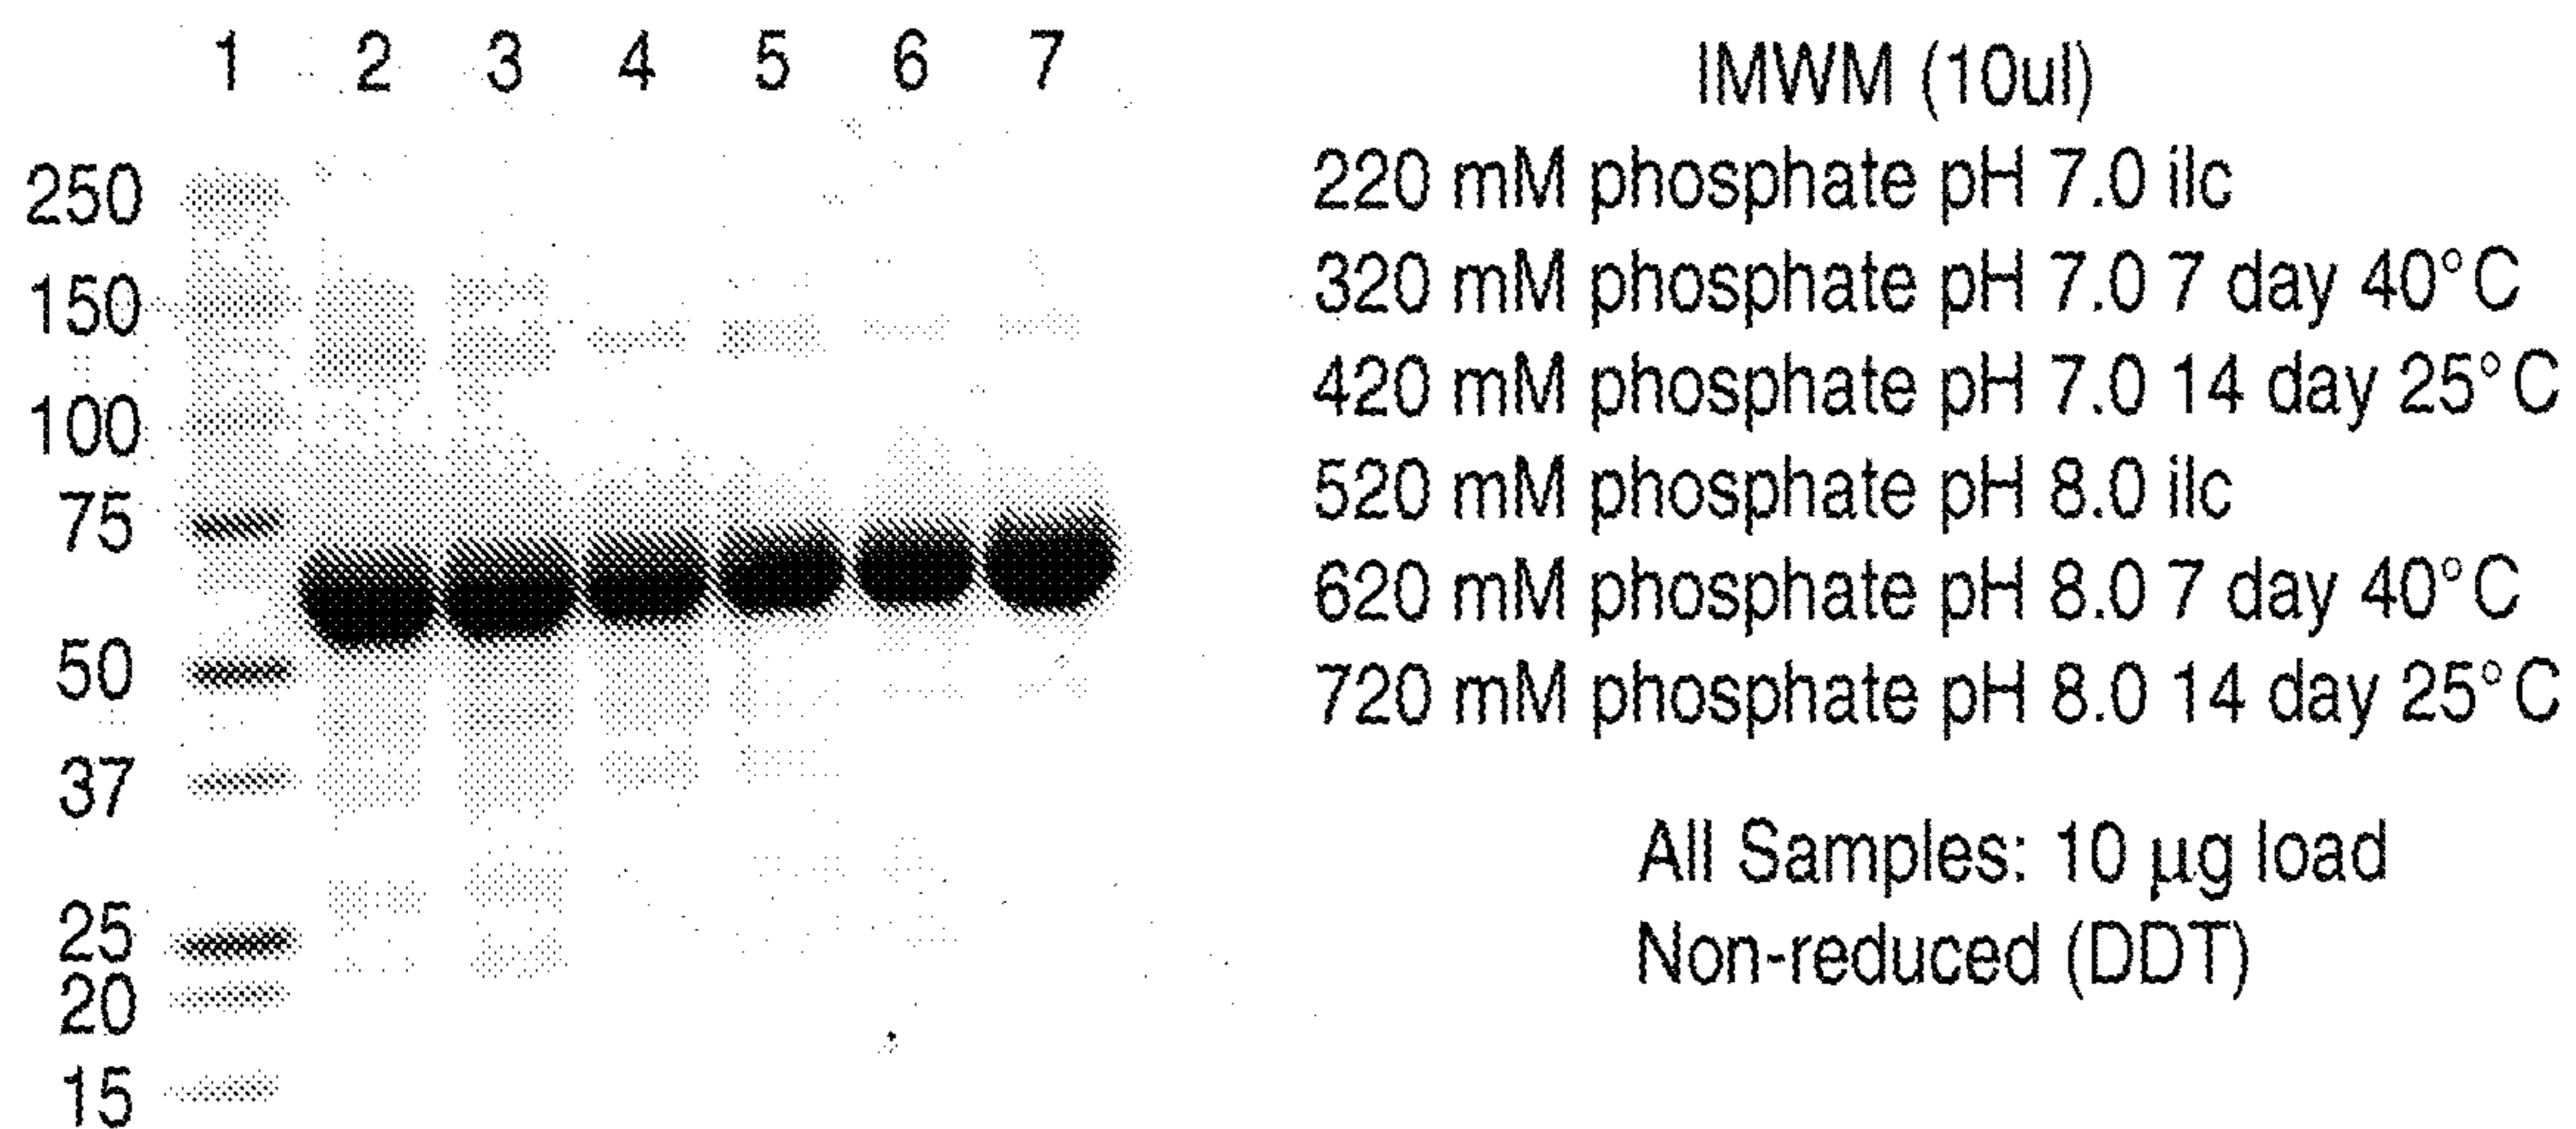 1 2 3 4 5 6 7
250
150
100
75
50
37
25
20
15
IMWM (10ul)
220 mM phosphate pH 7.0 ilc
320 mM phosphate pH 7.0 7 day 40°C
420 mM phosphate pH 7.0 14 day 25°C
520 mM phosphate pH 8.0 ilc
620 mM phosphate pH 8.0 7 day 40°C
720 mM phosphate pH 8.0 14 day 25°C
All Samples: 10 µg load
Non-reduced (DDT)